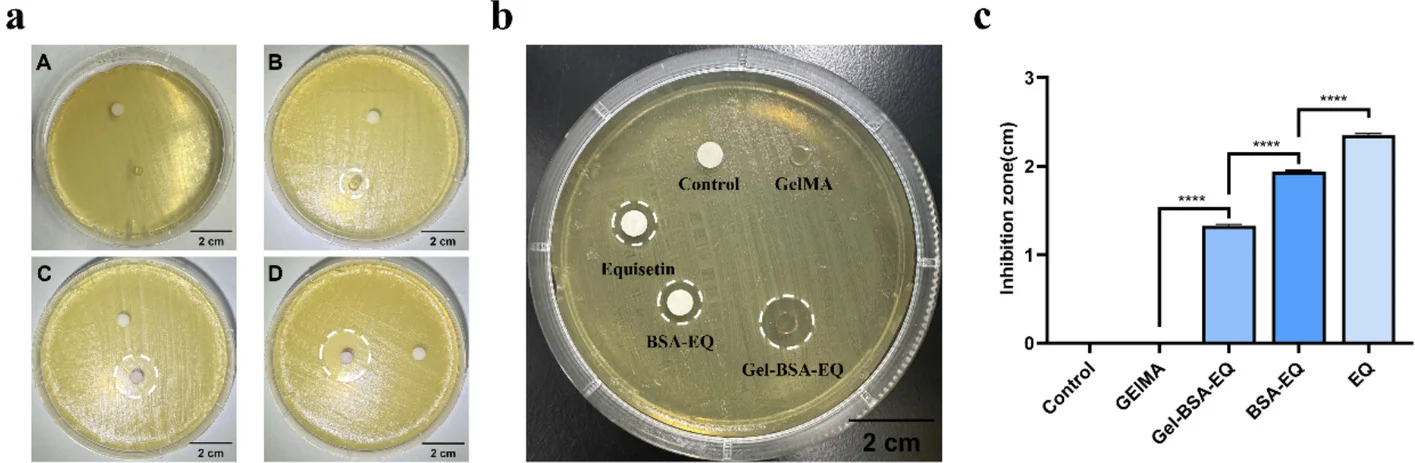 a
A
2 cm
B
2 cm
C
2 cm
D
2 cm
b
Control
GelMA
Equisetin
BSA-EQ
Gel-BSA-EQ
2 cm
c
Inhibition zone(cm)
3
2
1
0
****
****
****
Control
GElMA
Gel-BSA-EQ
BSA-EQ
EQ